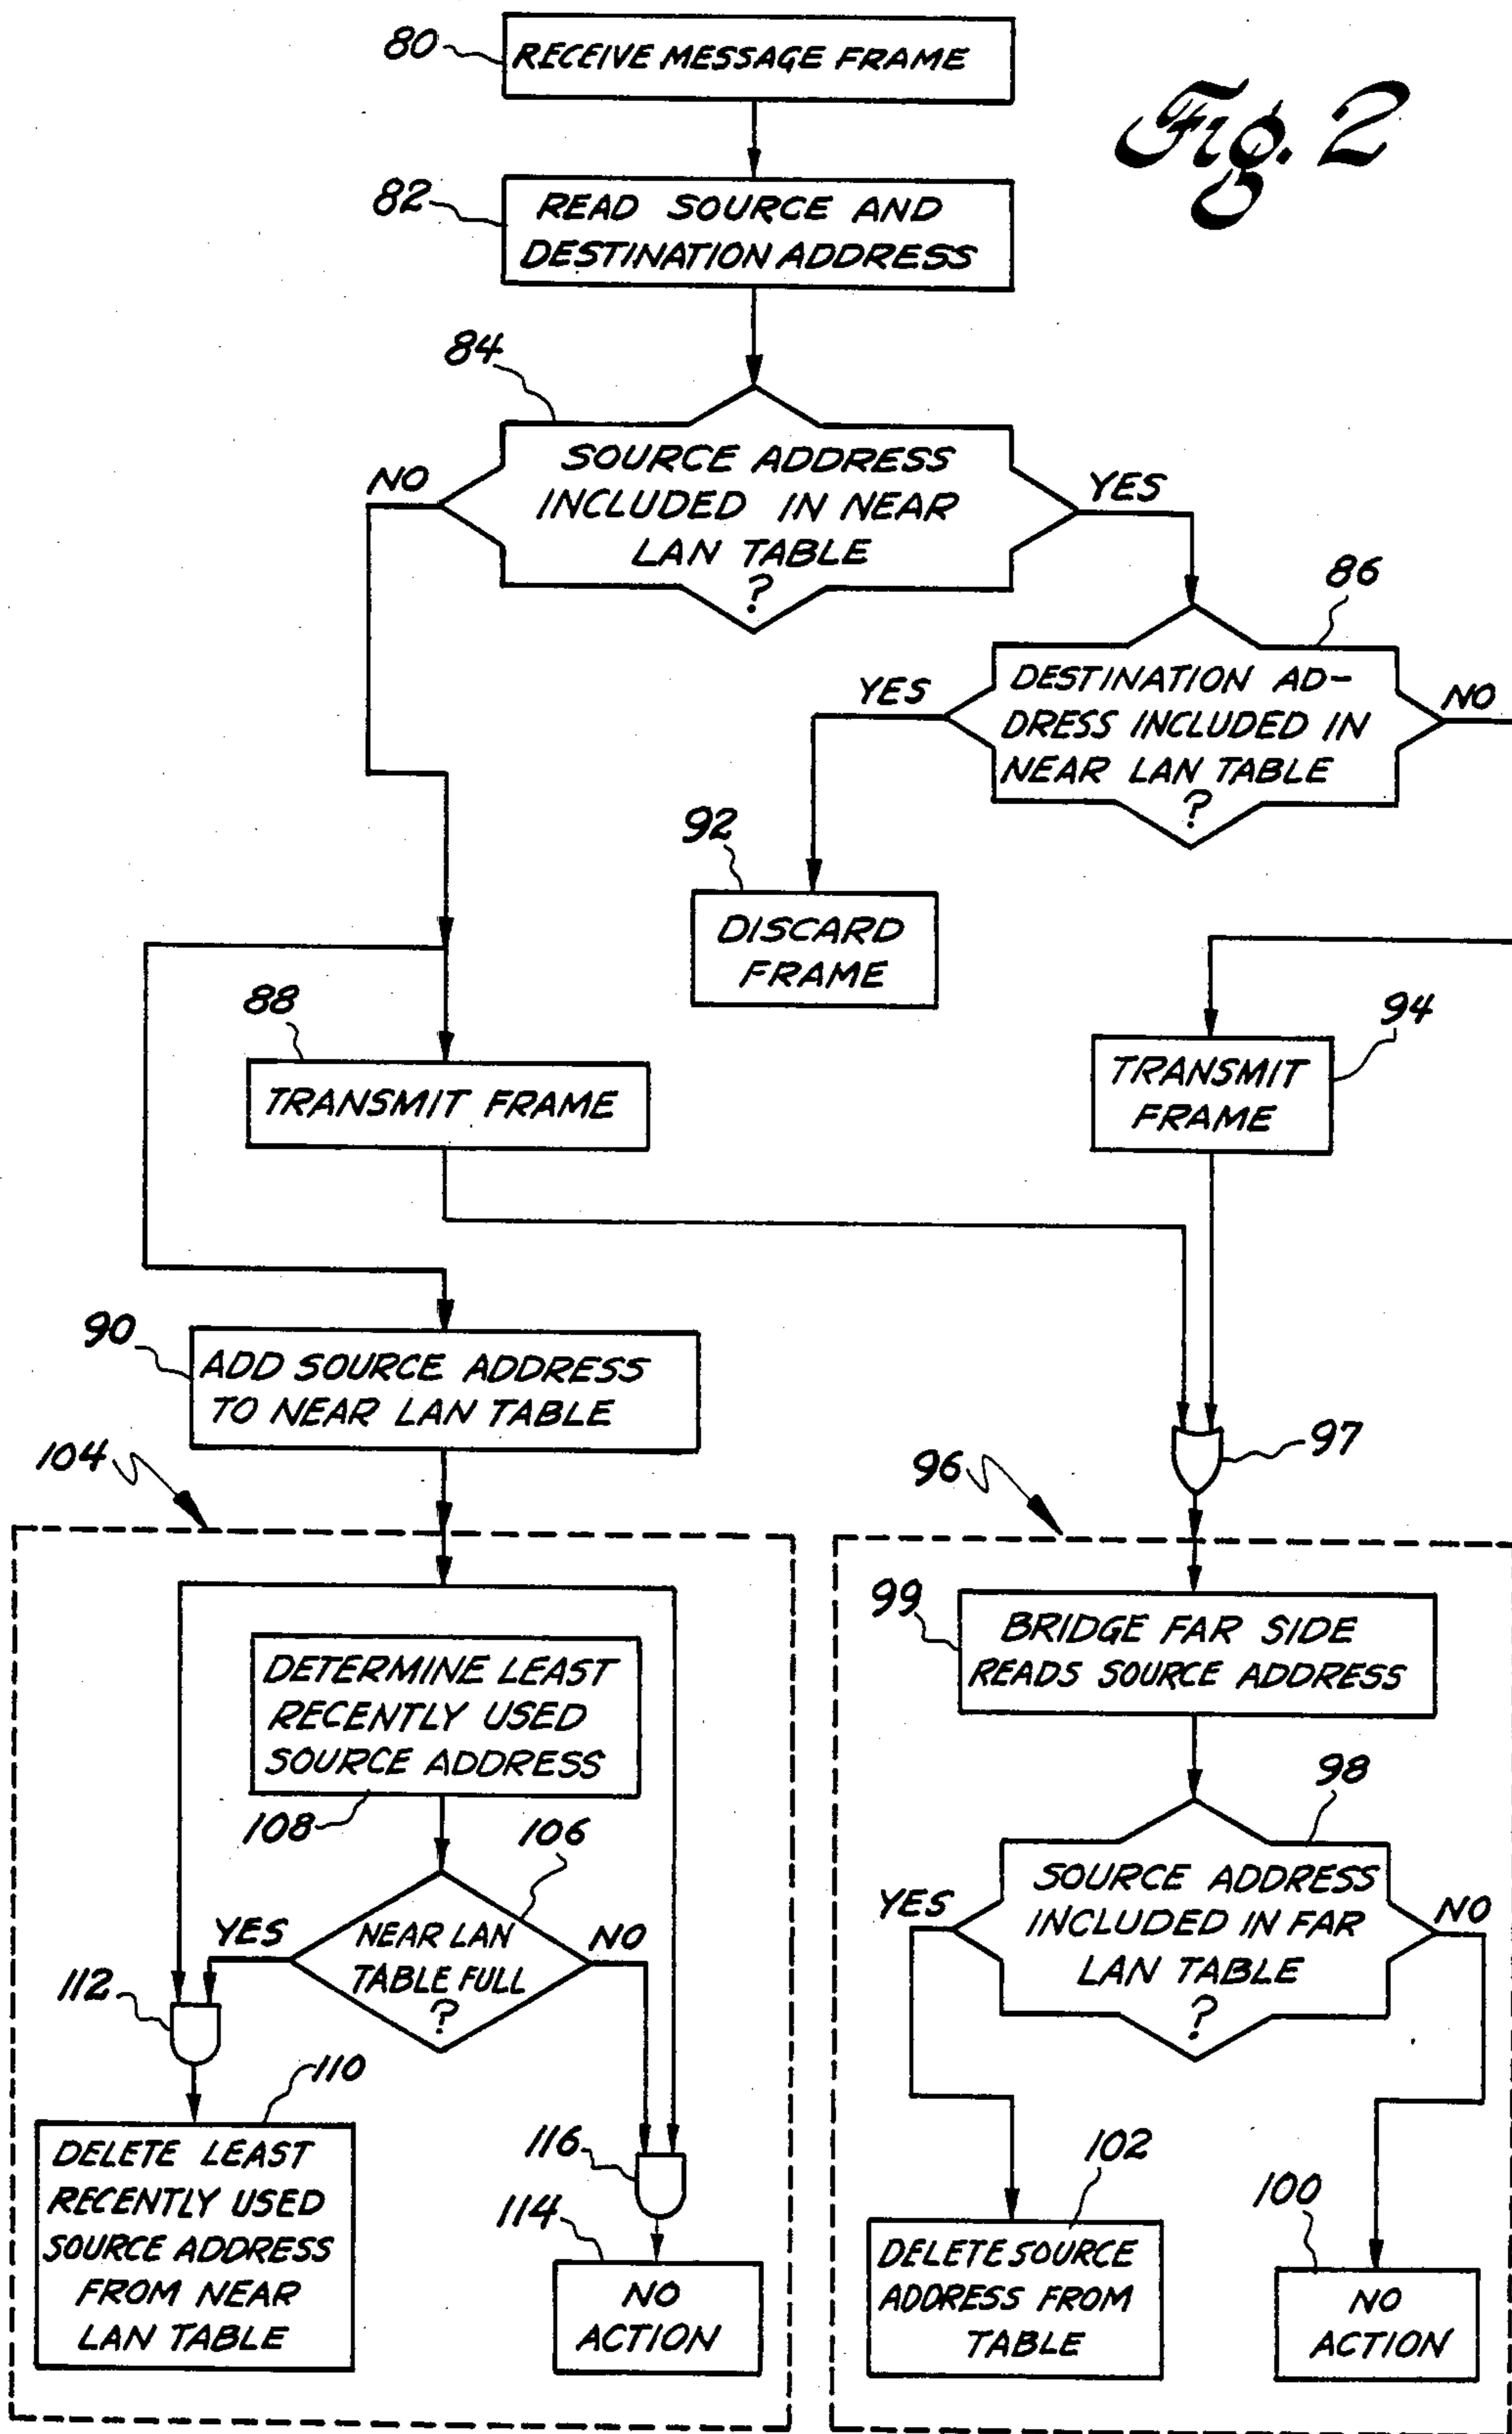 Fig. 2
80
RECEIVE MESSAGE FRAME
82
READ SOURCE AND
DESTINATION ADDRESS
84
SOURCE ADDRESS
INCLUDED IN NEAR
LAN TABLE
?
NO
YES
86
DESTINATION AD-
DRESS INCLUDED IN
NEAR LAN TABLE
?
YES
NO
92
DISCARD
FRAME
88
TRANSMIT FRAME
94
TRANSMIT
FRAME
90
ADD SOURCE ADDRESS
TO NEAR LAN TABLE
97
104
96
DETERMINE LEAST
RECENTLY USED
SOURCE ADDRESS
108
106
NEAR LAN
TABLE FULL
?
YES
NO
112
110
DELETE LEAST
RECENTLY USED
SOURCE ADDRESS
FROM NEAR
LAN TABLE
116
114
NO
ACTION
99
BRIDGE FAR SIDE
READS SOURCE ADDRESS
98
SOURCE ADDRESS
INCLUDED IN FAR
LAN TABLE
?
YES
NO
102
DELETE SOURCE
ADDRESS FROM
TABLE
100
NO
ACTION